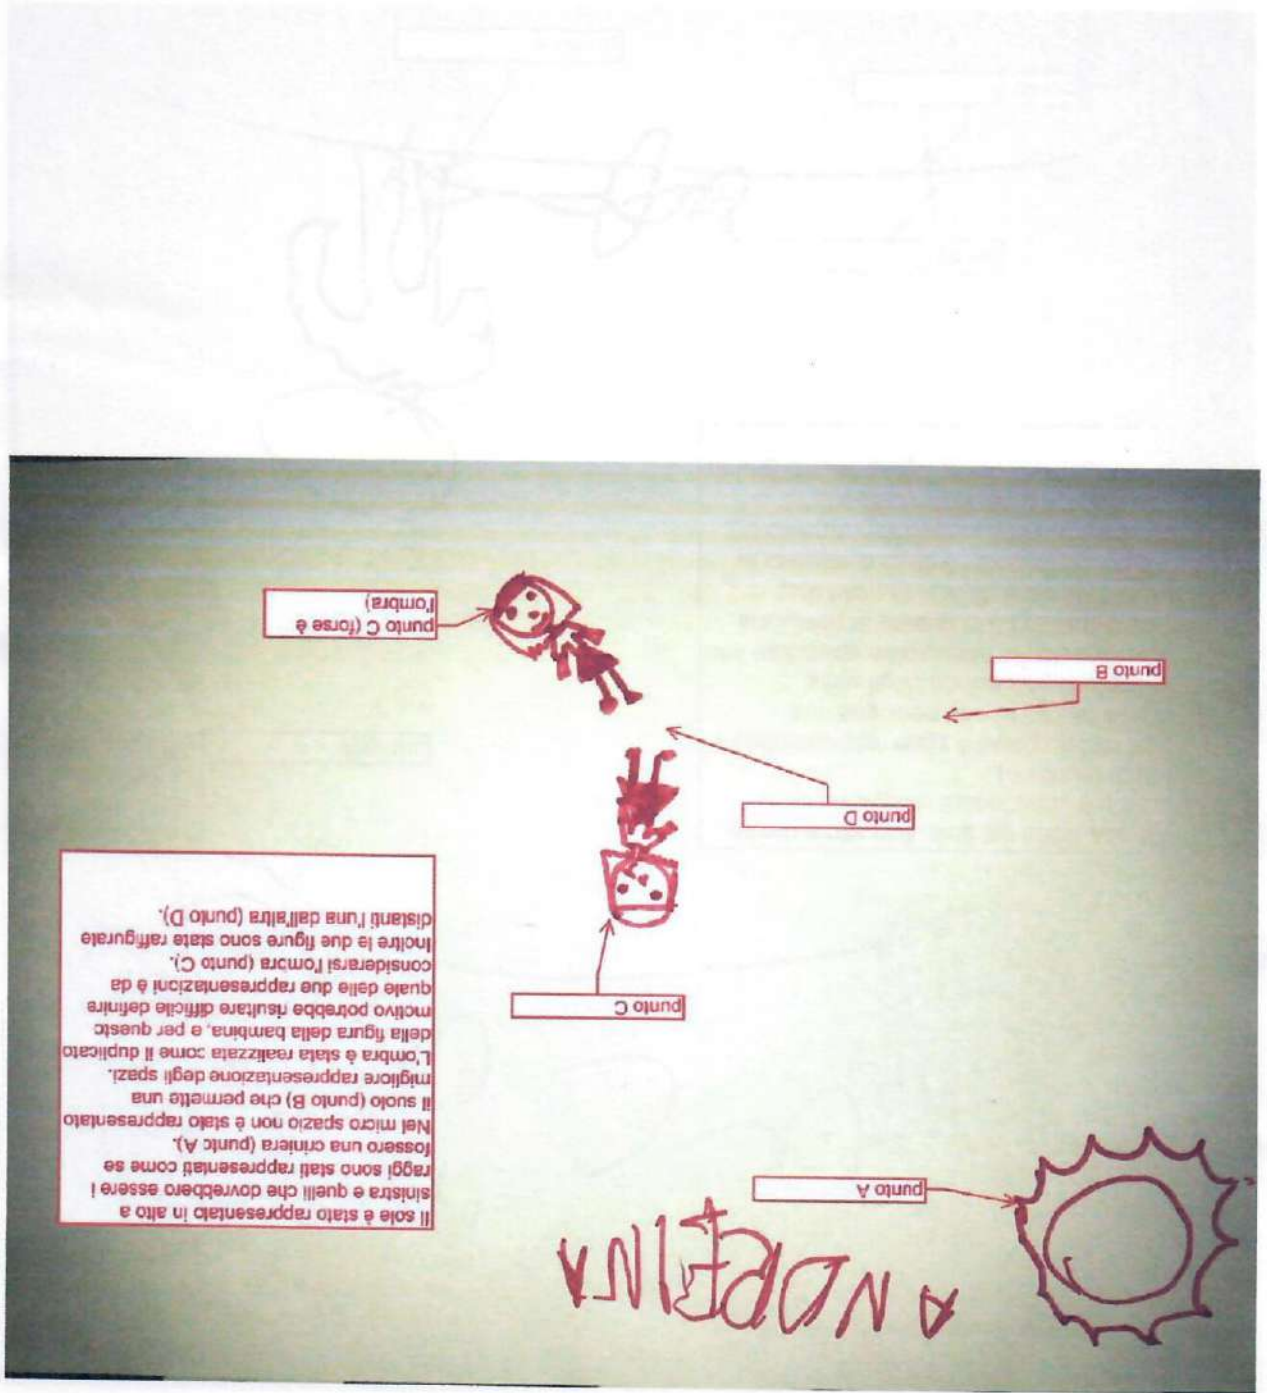 ANDREINA
punto A
Il sole è stato rappresentato in alto a
sinistra e quelli che dovrebbero essere i
raggi sono stati rappresentati come se
fossero una criniera (punto A).
Nel micro spazio non è stato rappresentato
il suolo (punto B) che permette una
migliore rappresentazione degli spazi.
L'ombra è stata realizzata come il duplicato
della figura della bambina, e per questo
motivo potrebbe risultare difficile definire
quale delle due rappresentazioni è da
considerarsi l'ombra (punto C).
Inoltre le due figure sono state raffigurate
distanti l'una dall'altra (punto D).
punto C
punto D
punto B
punto C (forse è
l'ombra)